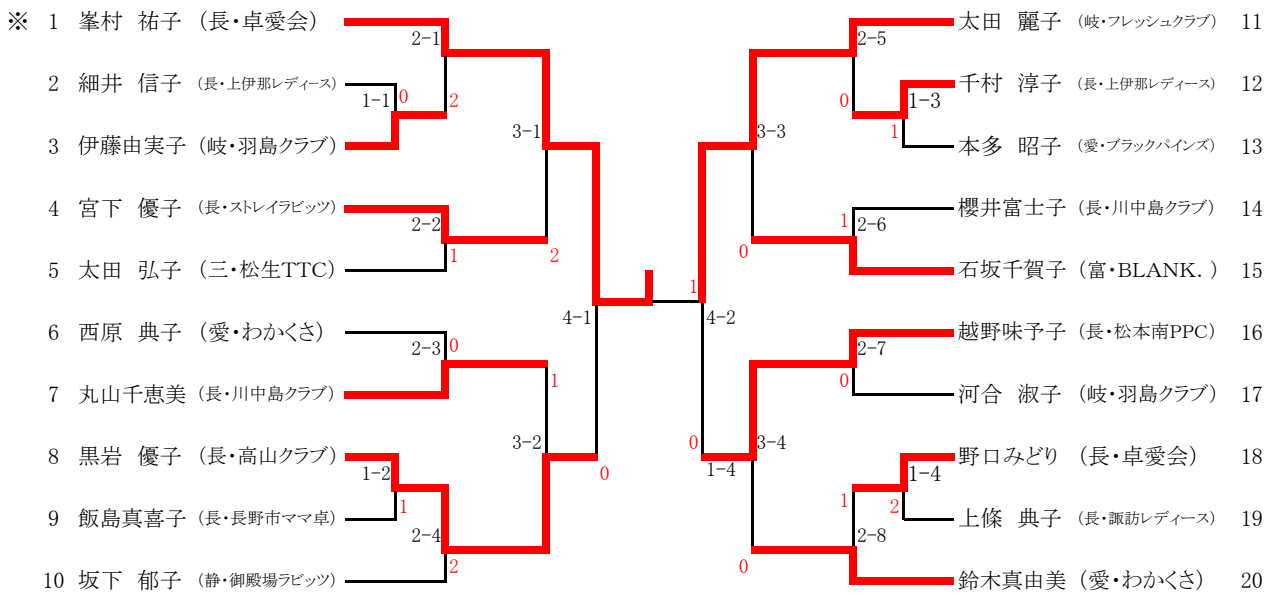 ※ 1 峯村 祐子 (長・卓愛会)
2-1
2 細井 信子 (長・上伊那レディース)
1-1 0 2
3 伊藤由実子 (岐・羽島クラブ)
3-1
4 宮下 優子 (長・ストレイラビッツ)
2-2
1 2
5 太田 弘子 (三・松生TTC)
4-1
6 西原 典子 (愛・わかくさ)
2-3 0
1
7 丸山千恵美 (長・川中島クラブ)
3-2
8 黒岩 優子 (長・高山クラブ)
1-2
0
1
9 飯島真喜子 (長・長野市ママ卓)
2-4
2
10 坂下 郁子 (静・御殿場ラビッツ)
太田 麗子 (岐・フレッシュクラブ) 11
2-5
千村 淳子 (長・上伊那レディース) 12
0 1-3
3-3 1
本多 昭子 (愛・ブラックパインズ) 13
櫻井富士子 (長・川中島クラブ) 14
1 2-6
0
石坂千賀子 (富・BLANK.) 15
1
4-2
越野味予子 (長・松本南PPC) 16
2-7
0
河合 淑子 (岐・羽島クラブ) 17
0 3-4
野口みどり (長・卓愛会) 18
1-4 1-4
1 2
上條 典子 (長・諏訪レディース) 19
2-8
0
鈴木真由美 (愛・わかくさ) 20